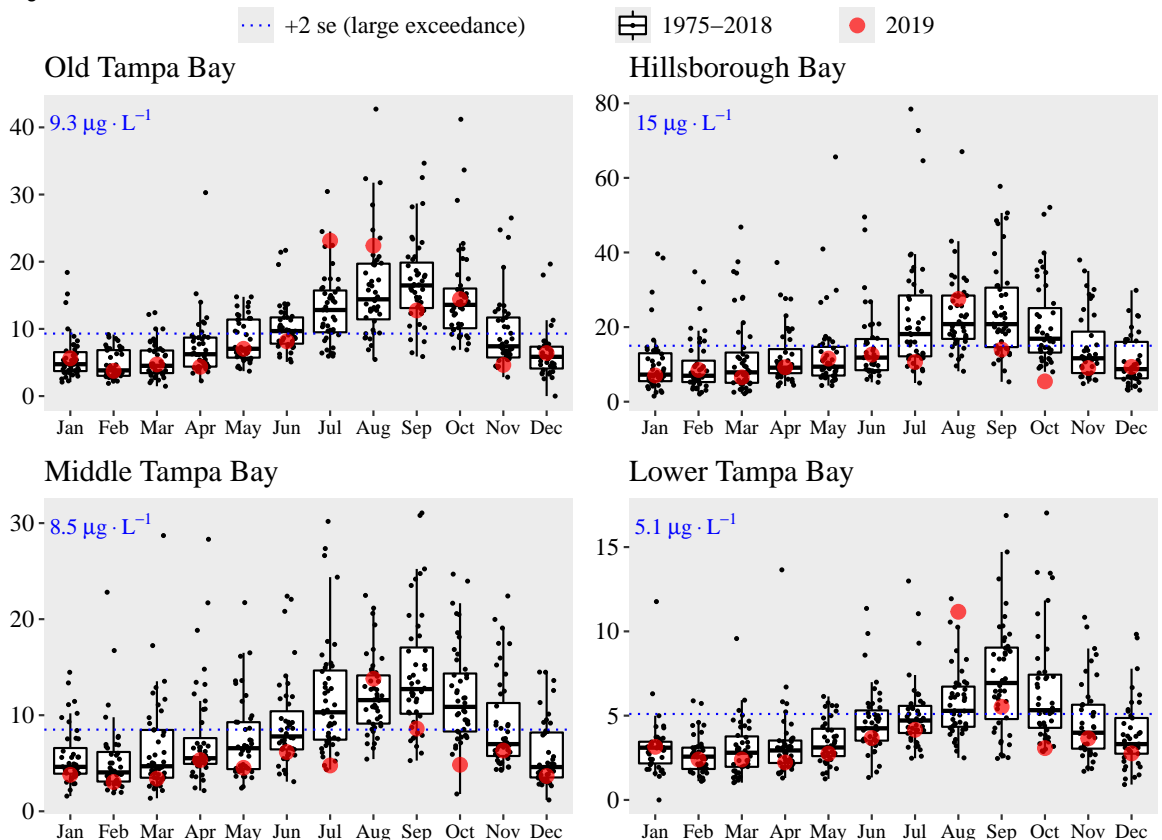 +2 se (large exceedance) 1975−2018 2019
Old Tampa Bay
9.3 μg · L⁻¹
40
30
20
10
0
Jan Feb Mar Apr May Jun Jul Aug Sep Oct Nov Dec
Hillsborough Bay
15 μg · L⁻¹
80
60
40
20
0
Jan Feb Mar Apr May Jun Jul Aug Sep Oct Nov Dec
Middle Tampa Bay
8.5 μg · L⁻¹
30
20
10
0
Jan Feb Mar Apr May Jun Jul Aug Sep Oct Nov Dec
Lower Tampa Bay
5.1 μg · L⁻¹
15
10
5
0
Jan Feb Mar Apr May Jun Jul Aug Sep Oct Nov Dec